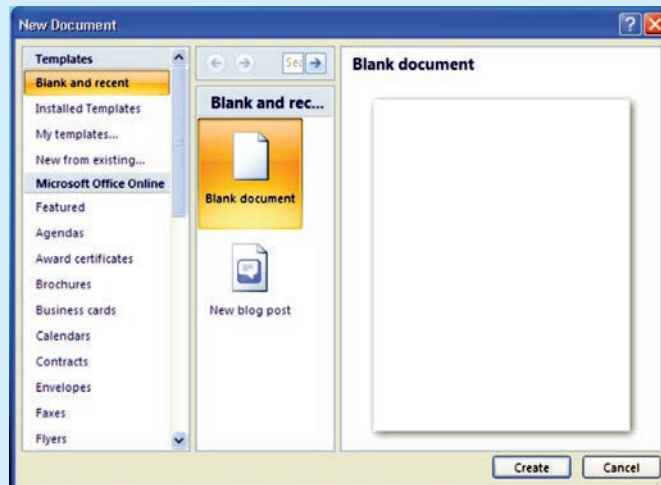 New Document
Templates
Blank and recent
Installed Templates
My templates...
New from existing...
Microsoft Office Online
Featured
Agendas
Award certificates
Brochures
Business cards
Calendars
Contracts
Envelopes
Faxes
Flyers
Blank and rec...
Blank document
New blog post
Blank document
Create
Cancel